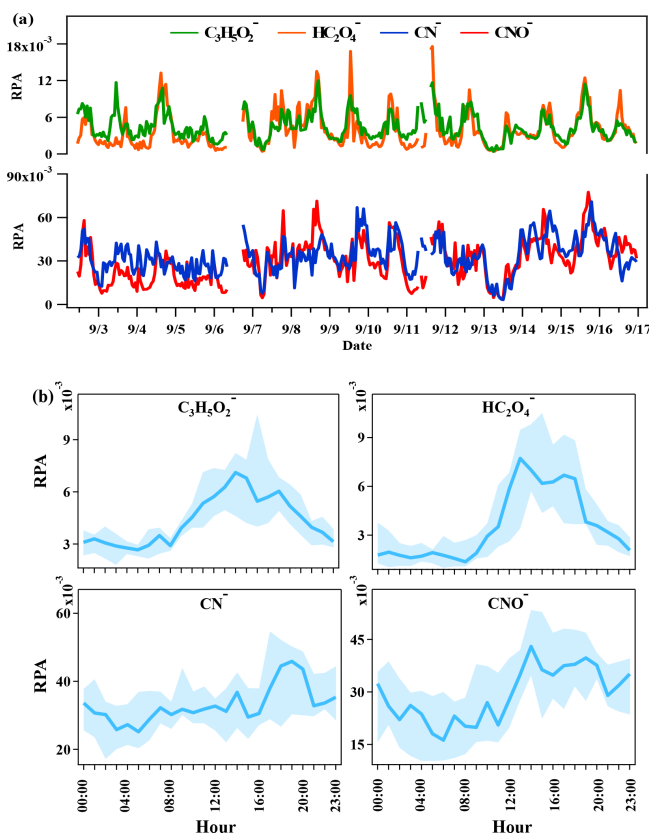 (a)
C₃H₅O₂⁻ HC₂O₄⁻ CN⁻ CNO⁻
18x10⁻³
12
6
0
RPA
90x10⁻³
60
30
0
RPA
9/3 9/4 9/5 9/6 9/7 9/8 9/9 9/10 9/11 9/12 9/13 9/14 9/15 9/16 9/17
Date
(b)
x10⁻³
C₃H₅O₂⁻
9
6
3
RPA
x10⁻³
HC₂O₄⁻
9
6
3
x10⁻³
CN⁻
60
40
20
RPA
00:00 04:00 08:00 12:00 16:00 20:00 23:00
Hour
x10⁻³
CNO⁻
45
30
15
00:00 04:00 08:00 12:00 16:00 20:00 23:00
Hour